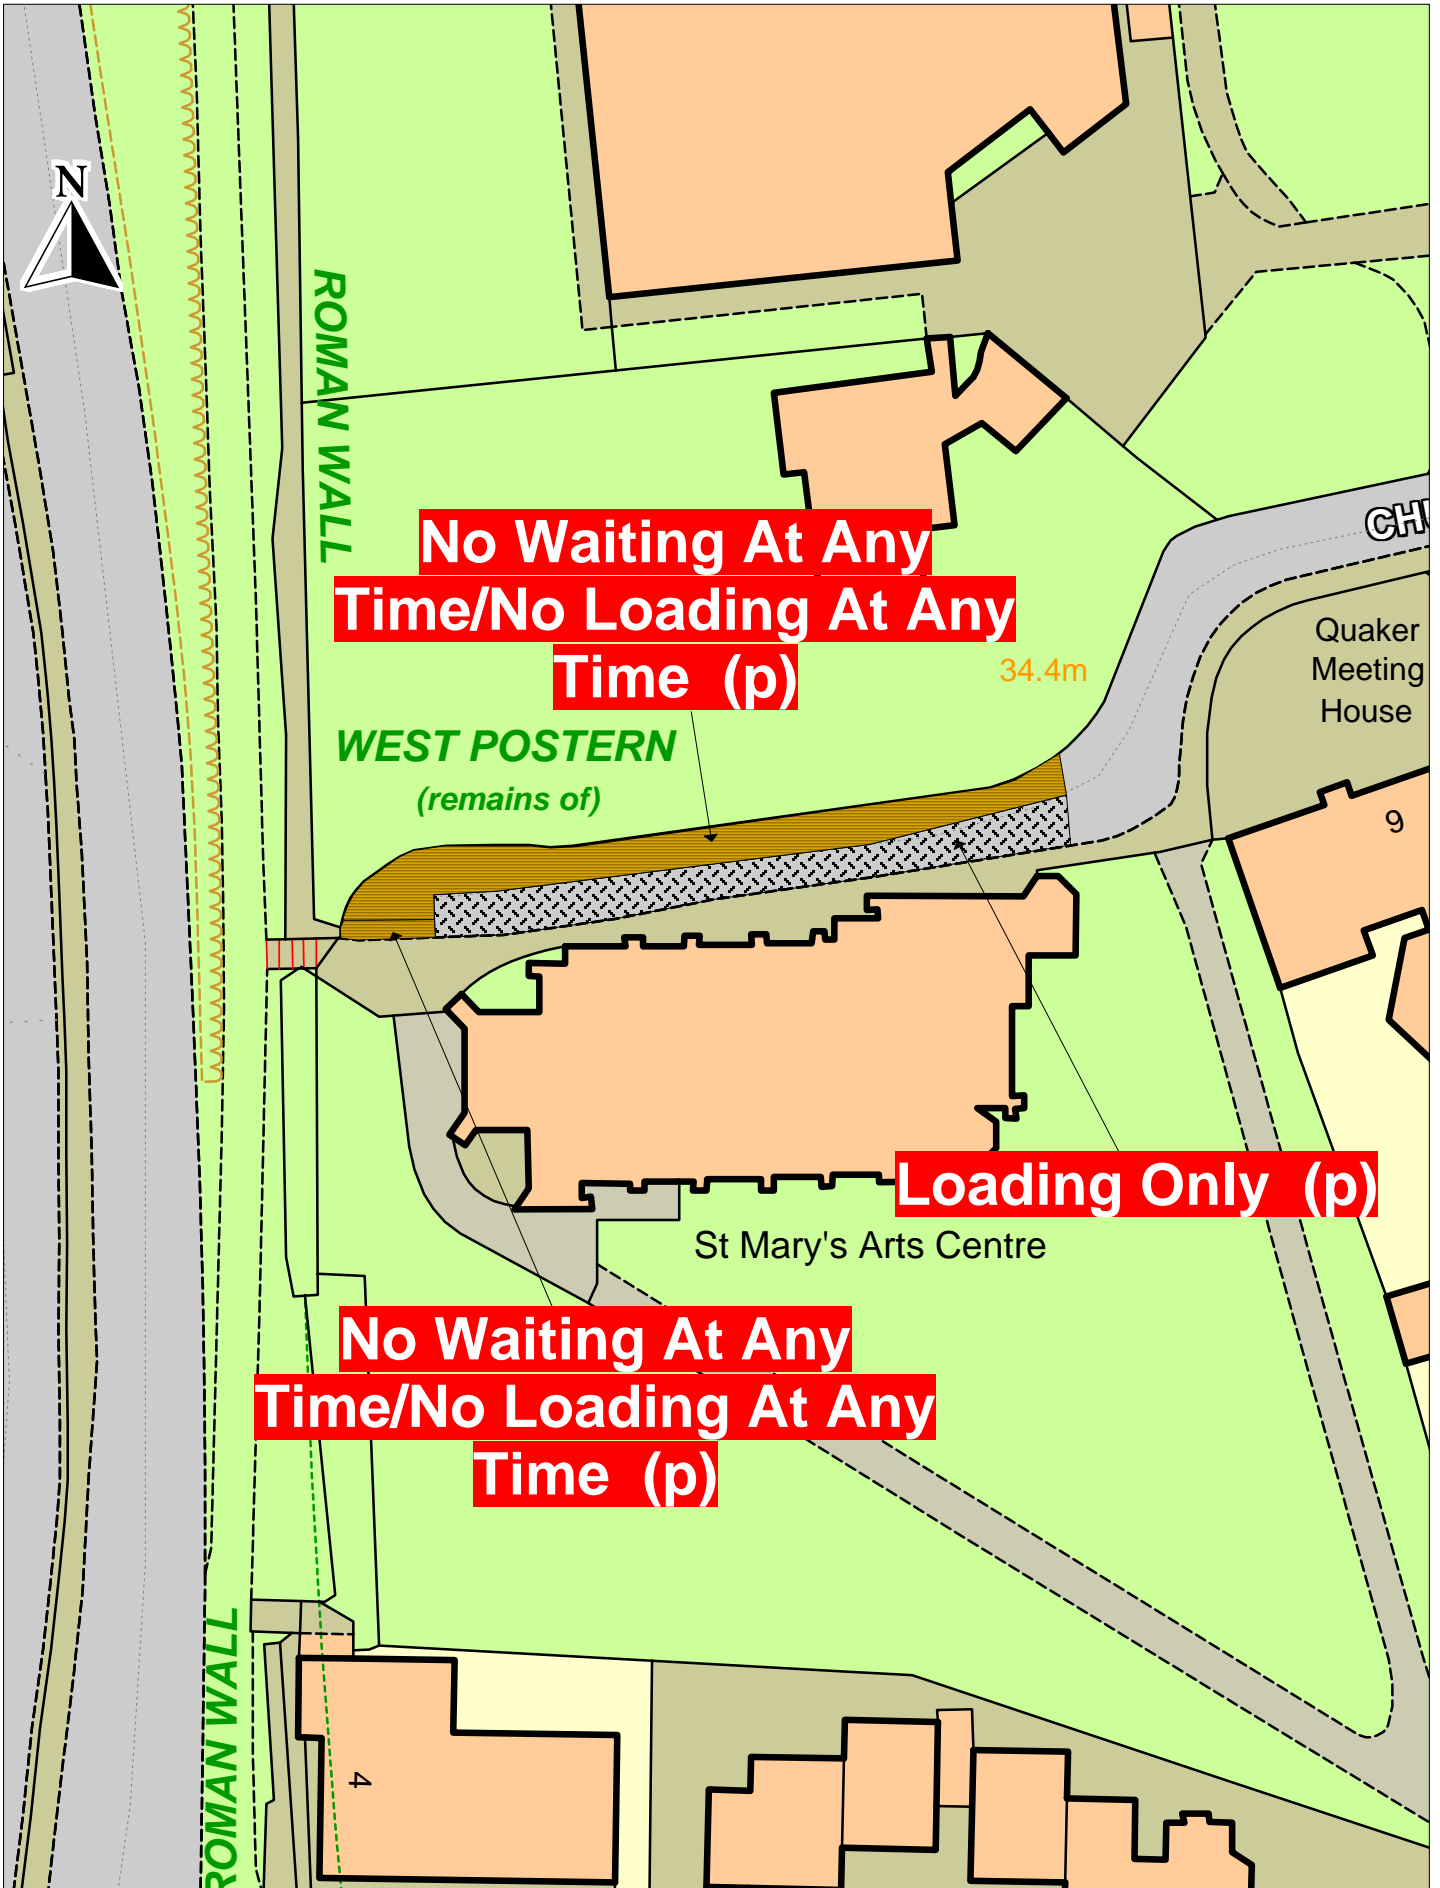 N
ROMAN WALL
No Waiting At Any
Time/No Loading At Any
Time (p)
34.4m
Quaker
Meeting
House
WEST POSTERN
(remains of)
9
Loading Only (p)
St Mary's Arts Centre
No Waiting At Any
Time/No Loading At Any
Time (p)
ROMAN WALL
4